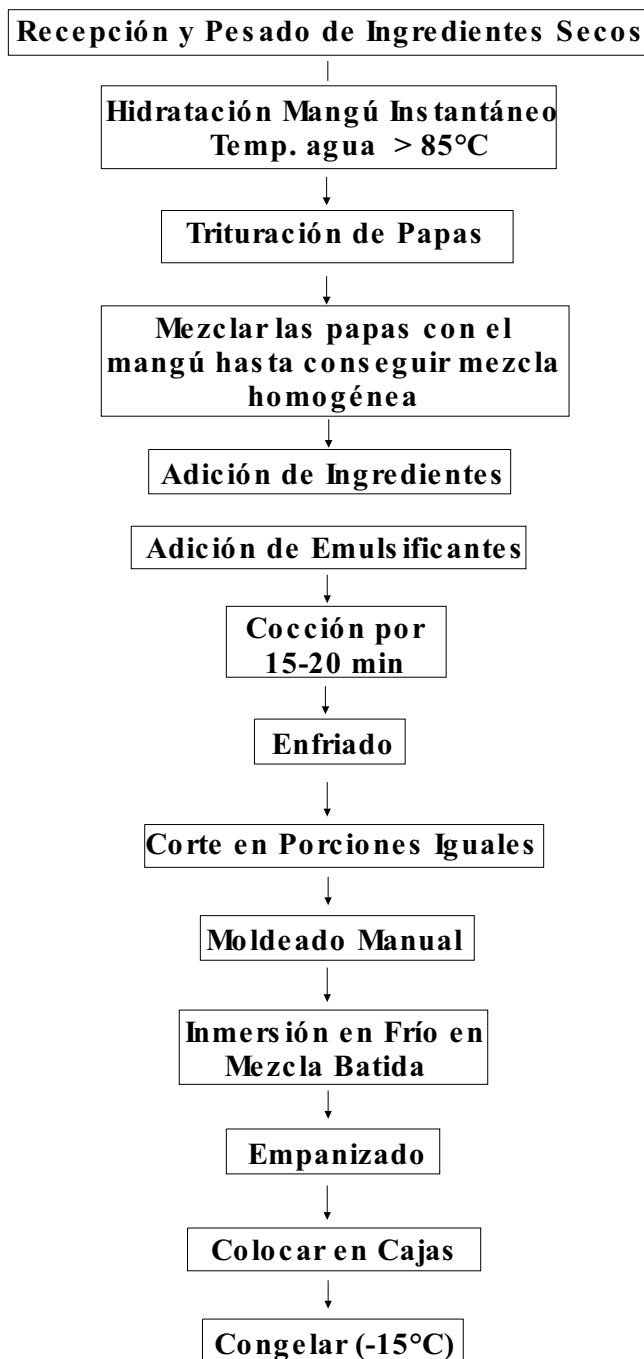 Recepción y Pesado de Ingredientes Secos
Hidratación Mangú Instantáneo
Temp. agua > 85°C
Trituración de Papas
Mezclar las papas con el
mangú hasta conseguir mezcla
homogénea
Adición de Ingredientes
Adición de Emulsificantes
Cocción por
15-20 min
Enfriado
Corte en Porciones Iguales
Moldeado Manual
Inmersión en Frío en
Mezcla Batida
Empanizado
Colocar en Cajas
Congelar (-15°C)